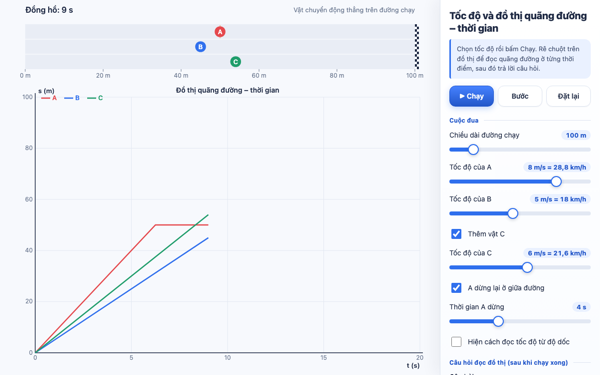 Đồng hồ: 9 s
Vật chuyển động thẳng trên đường chạy
A
B
C
0 m
20 m
40 m
60 m
80 m
100 m
s (m)
Đồ thị quãng đường – thời gian
A
B
C
100
80
60
40
20
0
0
5
10
15
20
t (s)
Tốc độ và đồ thị quãng đường
– thời gian
Chọn tốc độ rồi bấm Chạy. Rê chuột trên
đồ thị để đọc quãng đường ở từng thời
điểm, sau đó trả lời câu hỏi.
Chạy
Bước
Đặt lại
Cuộc đua
Chiều dài đường chạy
100 m
Tốc độ của A
8 m/s = 28,8 km/h
Tốc độ của B
5 m/s = 18 km/h
Thêm vật C
Tốc độ của C
6 m/s = 21,6 km/h
A dừng lại ở giữa đường
Thời gian A dừng
4 s
Hiện cách đọc tốc độ từ độ dốc
Câu hỏi đọc đồ thị (sau khi chạy xong)